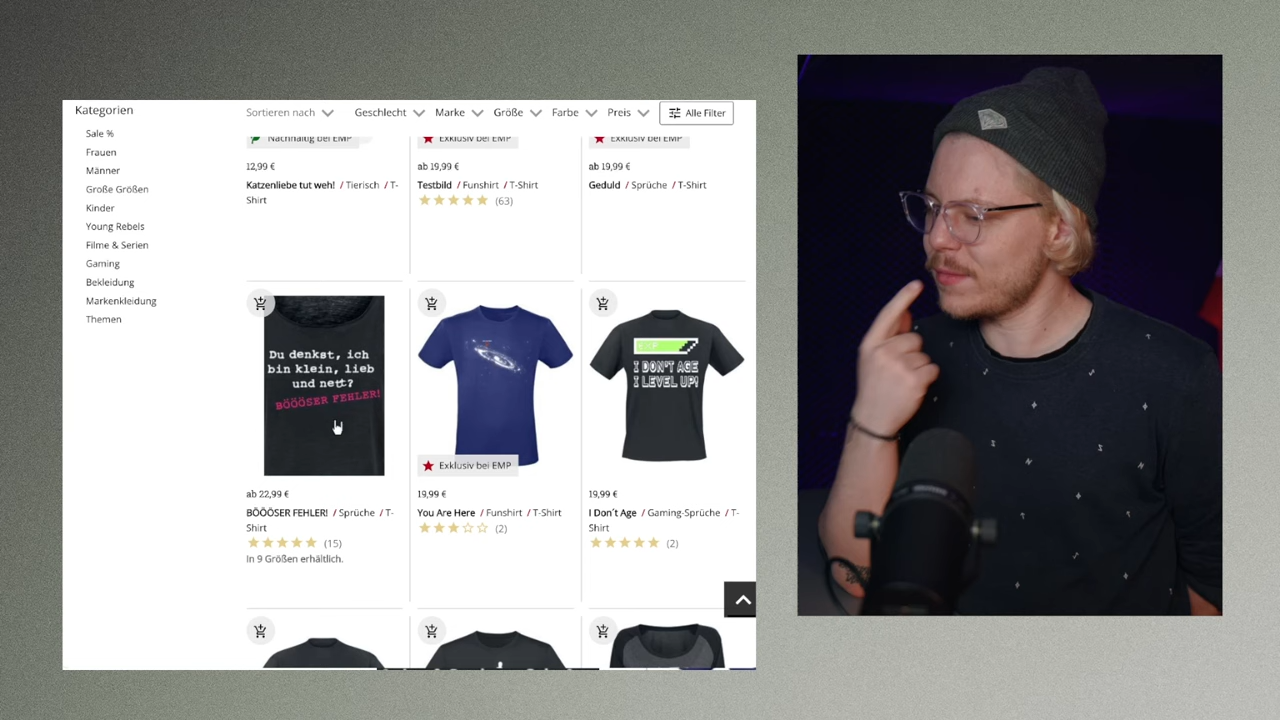 Kategorien
Sale %
Frauen
Männer
Große Größen
Kinder
Young Rebels
Filme & Serien
Gaming
Bekleidung
Markenkleidung
Themen
Sortieren nach
Geschlecht
Marke
Größe
Farbe
Preis
Alle Filter
Nachhaltig bei EMP
Exklusiv bei EMP
Exklusiv bei EMP
12,99 €
Katzenliebe tut weh! / Tierisch / T-
Shirt
ab 19,99 €
Testbild / Funshirt / T-Shirt
(63)
ab 19,99 €
Geduld / Sprüche / T-Shirt
Du denkst, ich
bin klein, lieb
und nett?
BÖÖÖSER FEHLER!
ab 22,99 €
BÖÖÖSER FEHLER! / Sprüche / T-
Shirt
(15)
In 9 Größen erhältlich.
Exklusiv bei EMP
19,99 €
You Are Here / Funshirt / T-Shirt
(2)
I DON'T AGE
I LEVEL UP!
19,99 €
I Don´t Age / Gaming-Sprüche / T-
Shirt
(2)